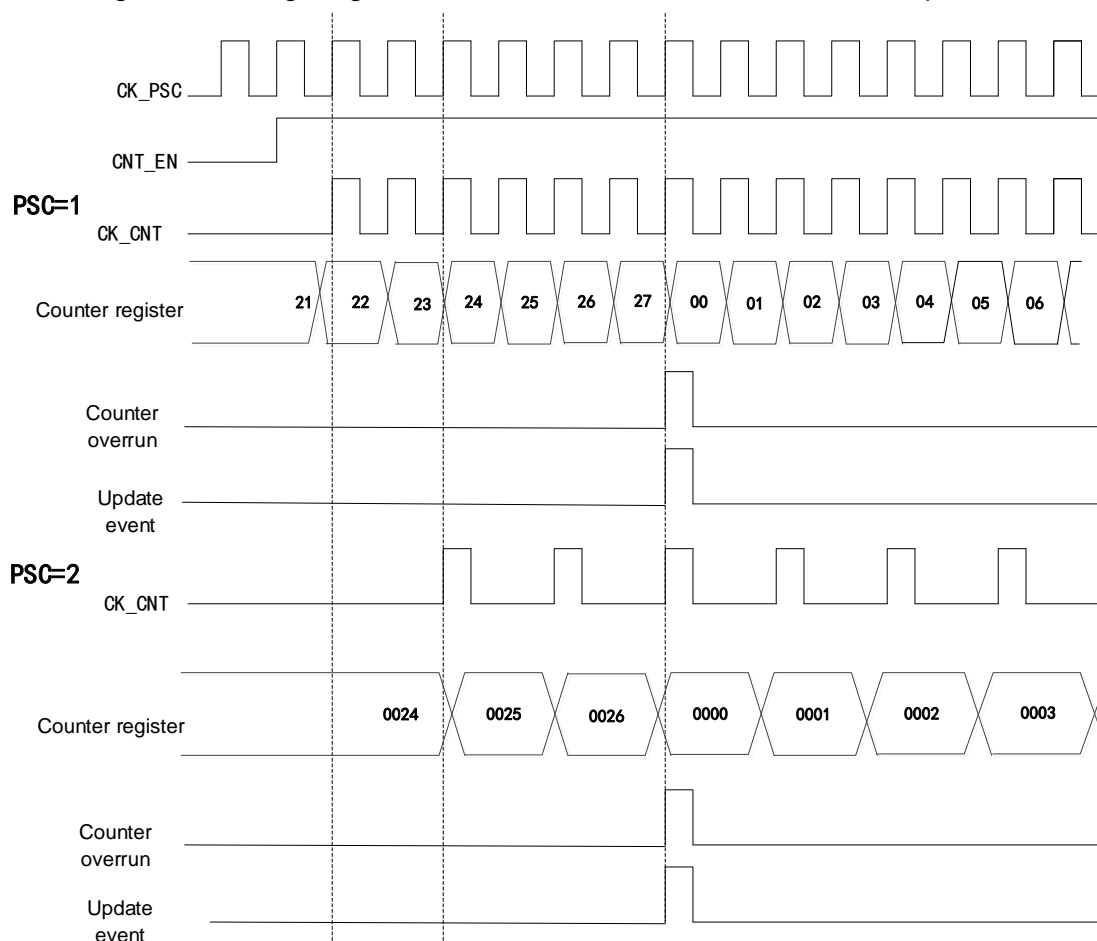 CK_PSC
CNT_EN
PSC=1
CK_CNT
Counter register
21 22 23 24 25 26 27 00 01 02 03 04 05 06
Counter
overrun
Update
event
PSC=2
CK_CNT
Counter register
0024 0025 0026 0000 0001 0002 0003
Counter
overrun
Update
event